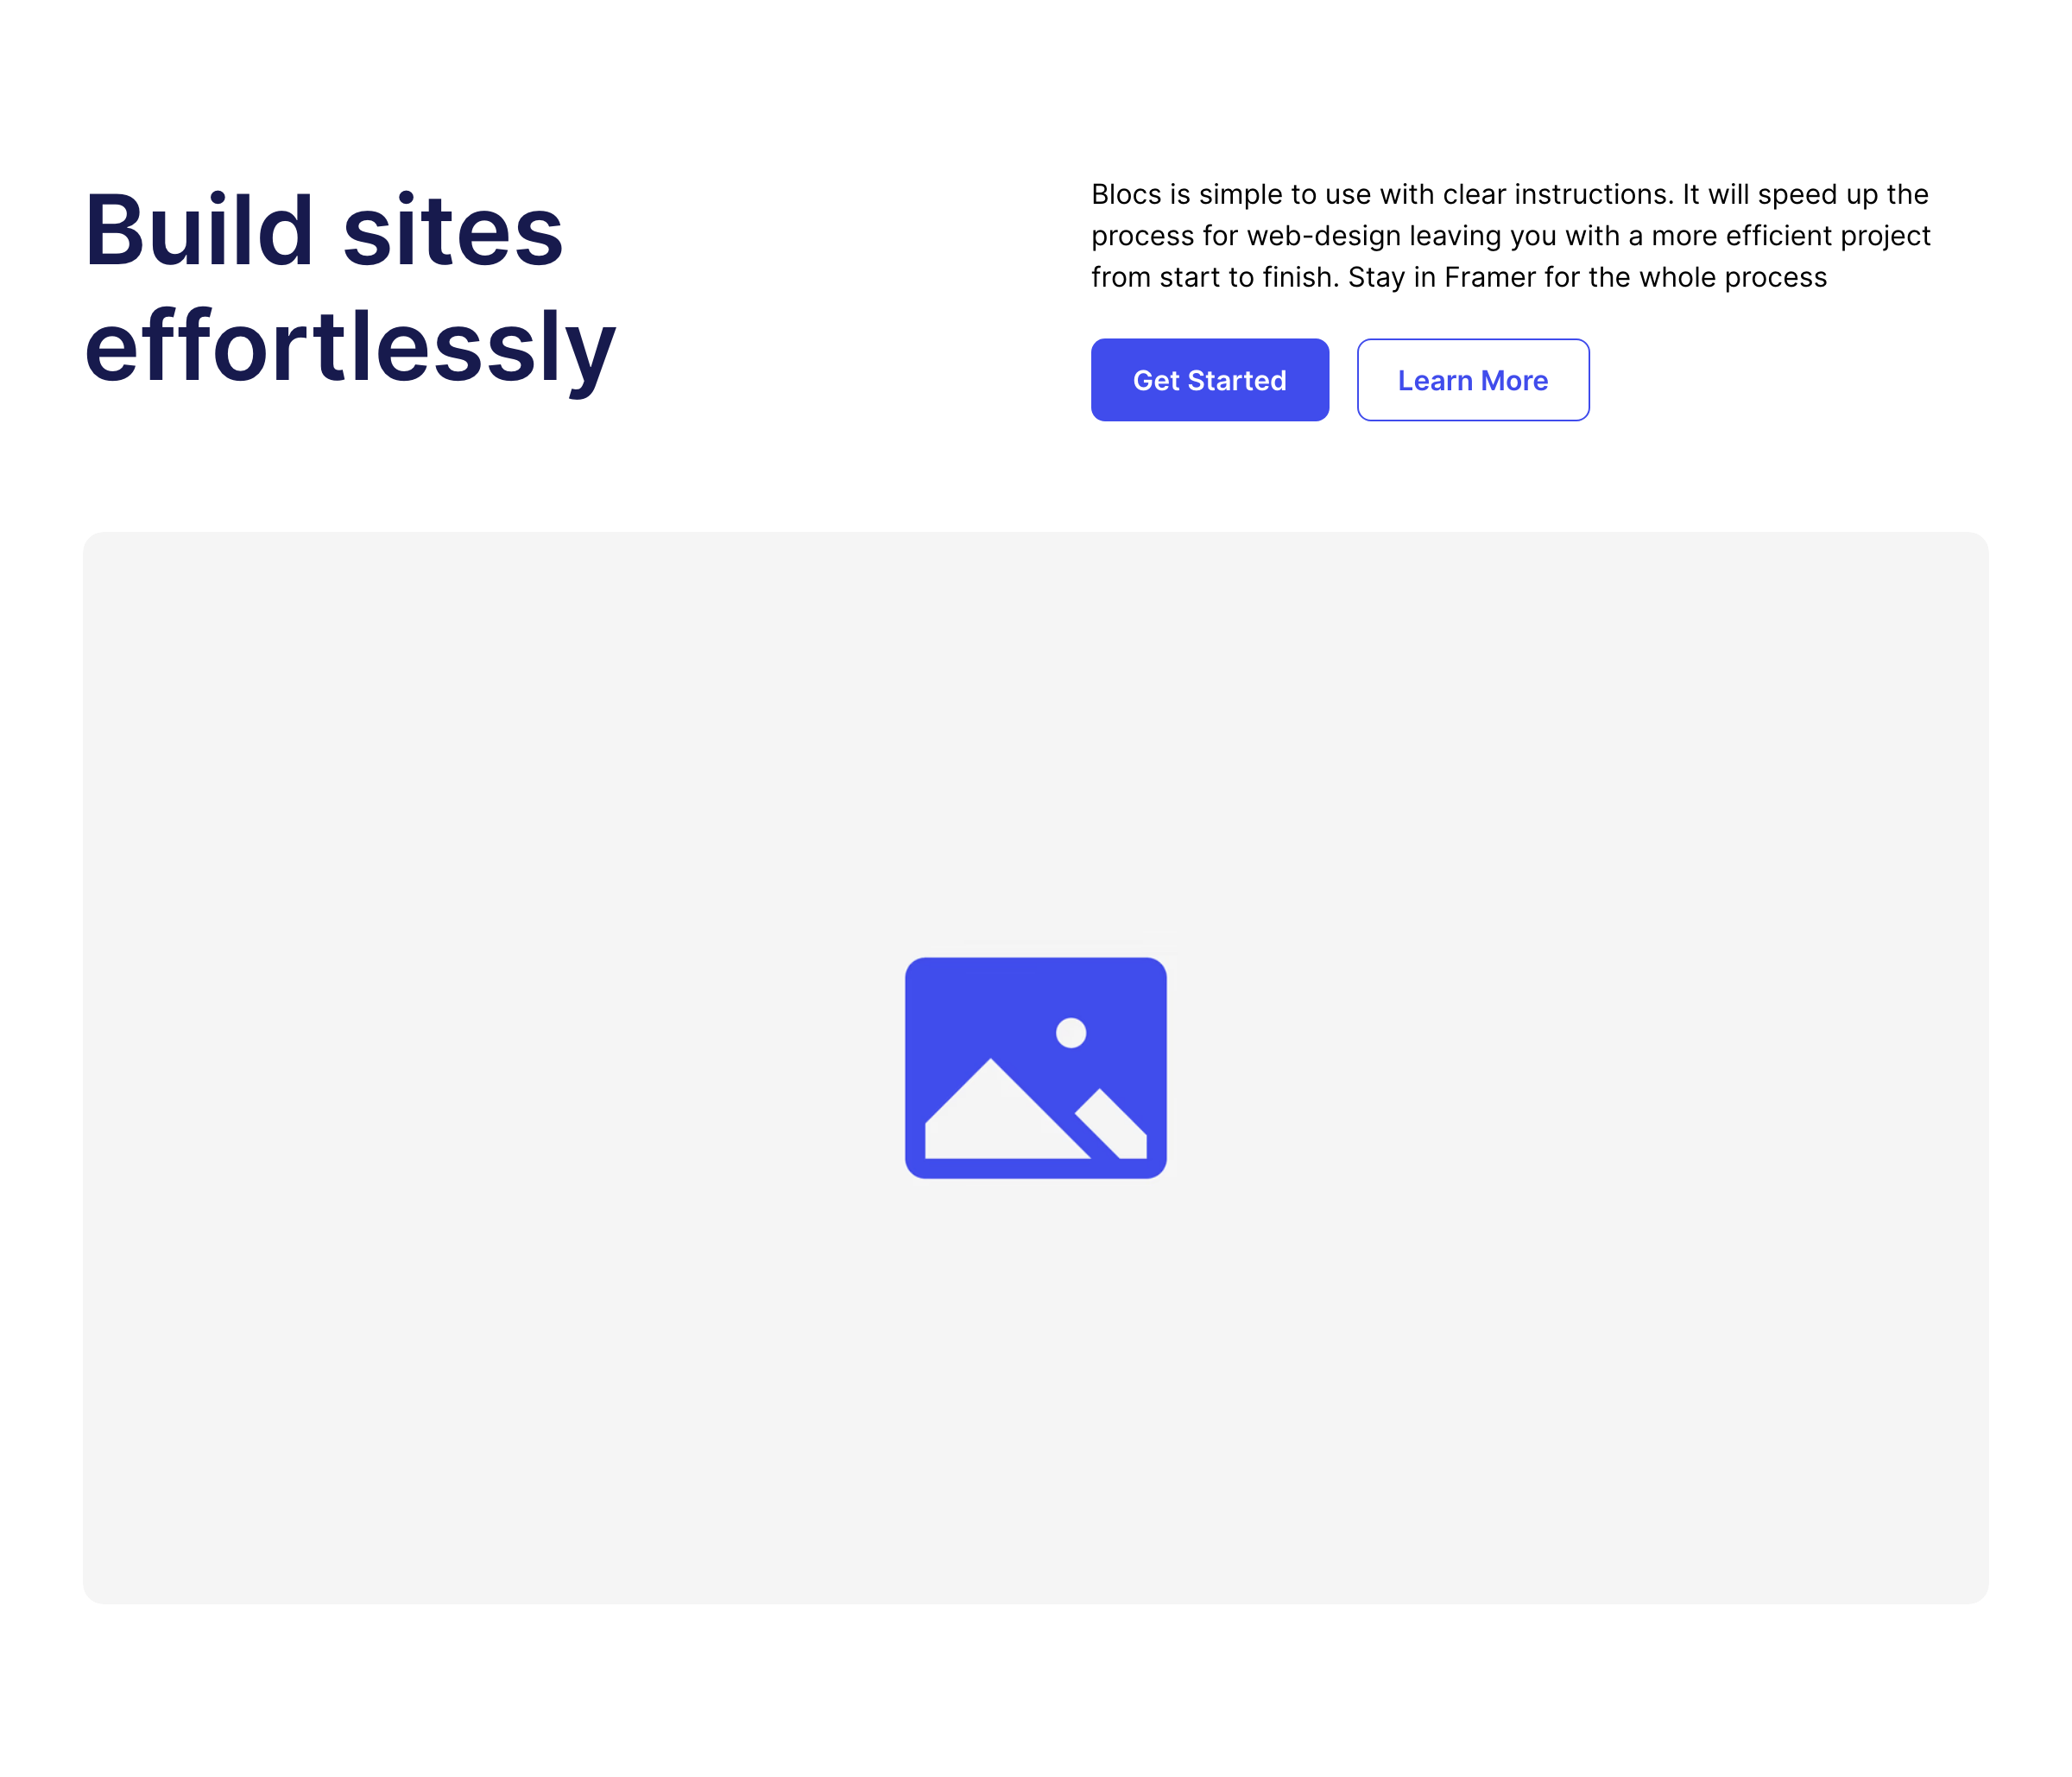 Build sites
effortlessly
Blocs is simple to use with clear instructions. It will speed up the
process for web-design leaving you with a more efficient project
from start to finish. Stay in Framer for the whole process
Get Started
Learn More